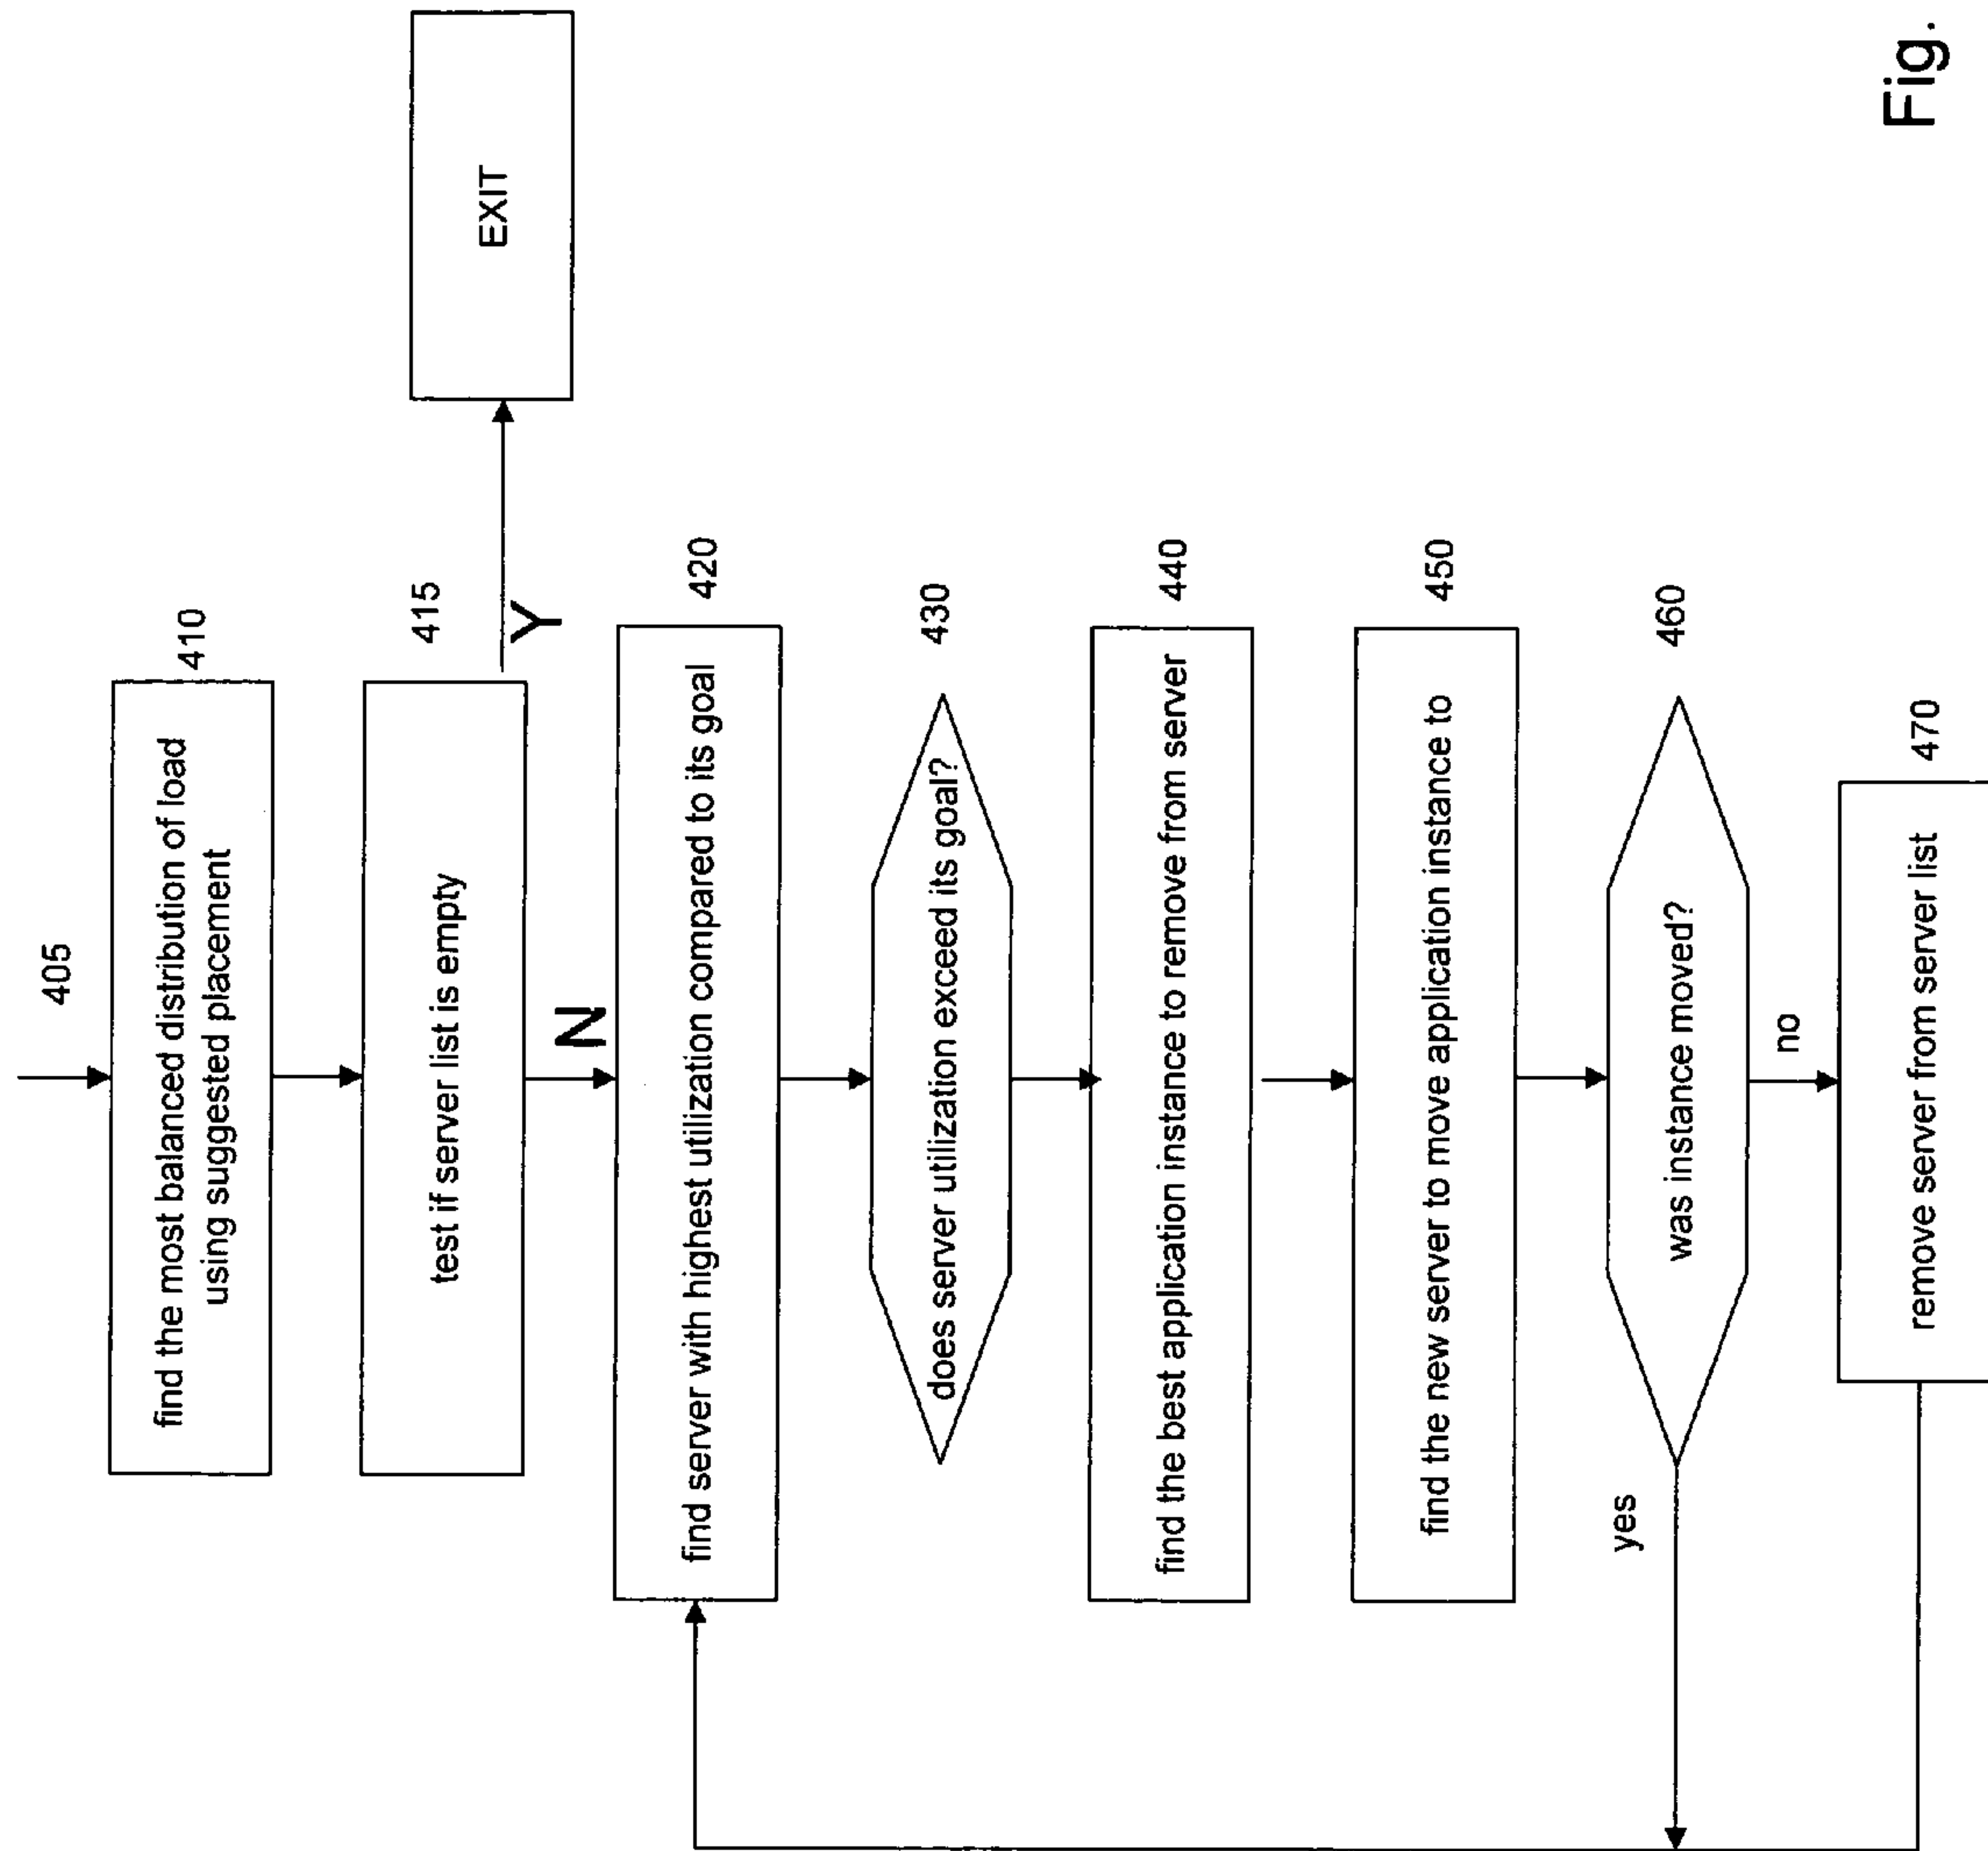 405
find the most balanced distribution of load
using suggested placement
410
test if server list is empty
415
Y
EXIT
N
find server with highest utilization compared to its goal
420
does server utilization exceed its goal?
430
find the best application instance to remove from server
440
find the new server to move application instance to
450
was instance moved?
460
yes
no
remove server from server list
470
Fig.